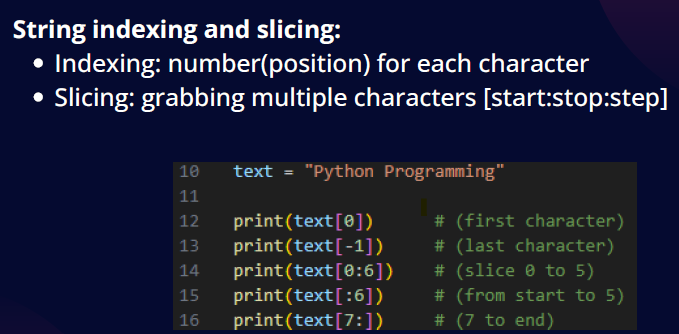 String indexing and slicing:
• Indexing: number(position) for each character
• Slicing: grabbing multiple characters [start:stop:step]
10 text = "Python Programming"
11
12 print(text[0]) # (first character)
13 print(text[-1]) # (last character)
14 print(text[0:6]) # (slice 0 to 5)
15 print(text[:6]) # (from start to 5)
16 print(text[7:]) # (7 to end)